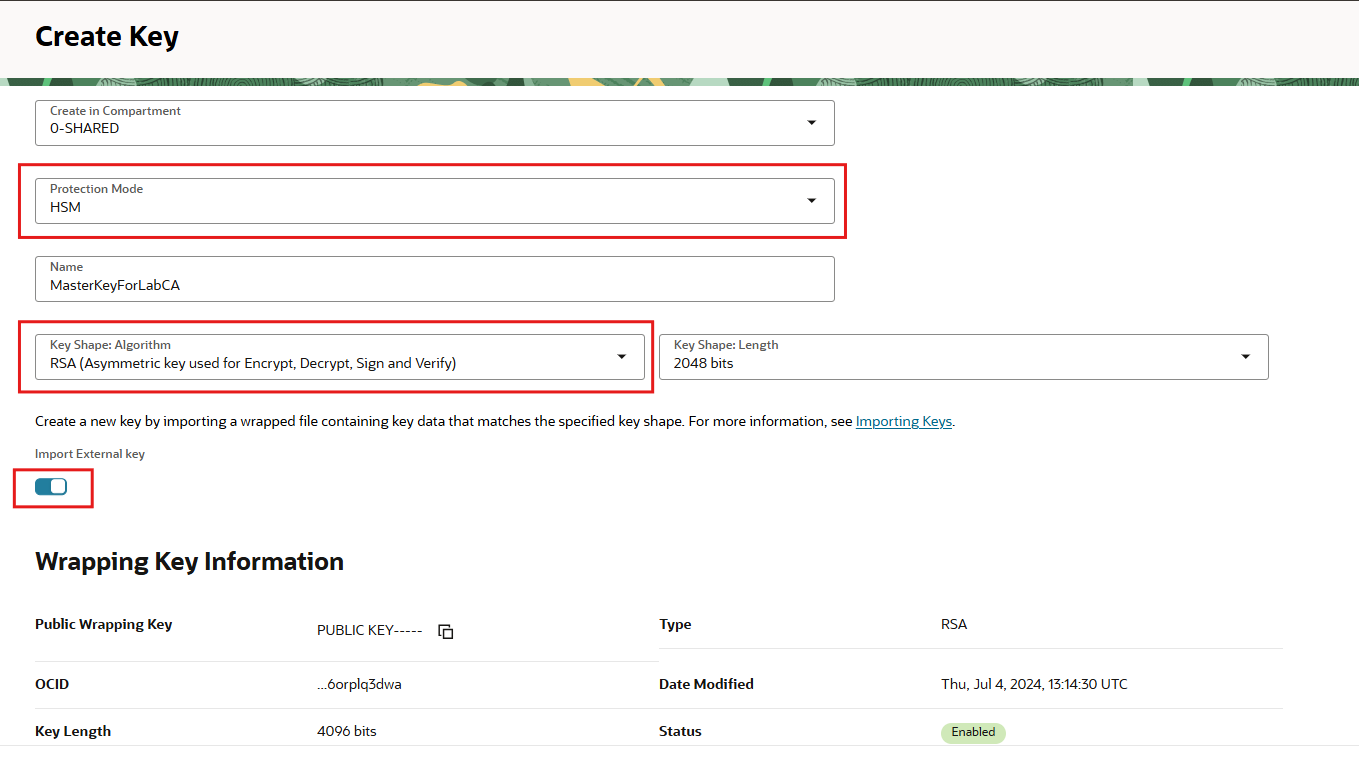 Create Key
Create in Compartment
0-SHARED
Protection Mode
HSM
Name
MasterKeyForLabCA
Key Shape: Algorithm
RSA (Asymmetric key used for Encrypt, Decrypt, Sign and Verify)
Key Shape: Length
2048 bits
Create a new key by importing a wrapped file containing key data that matches the specified key shape. For more information, see Importing Keys.
Import External key
Wrapping Key Information
Public Wrapping Key
PUBLIC KEY-----
Type
RSA
OCID
...6orplq3dwa
Date Modified
Thu, Jul 4, 2024, 13:14:30 UTC
Key Length
4096 bits
Status
Enabled